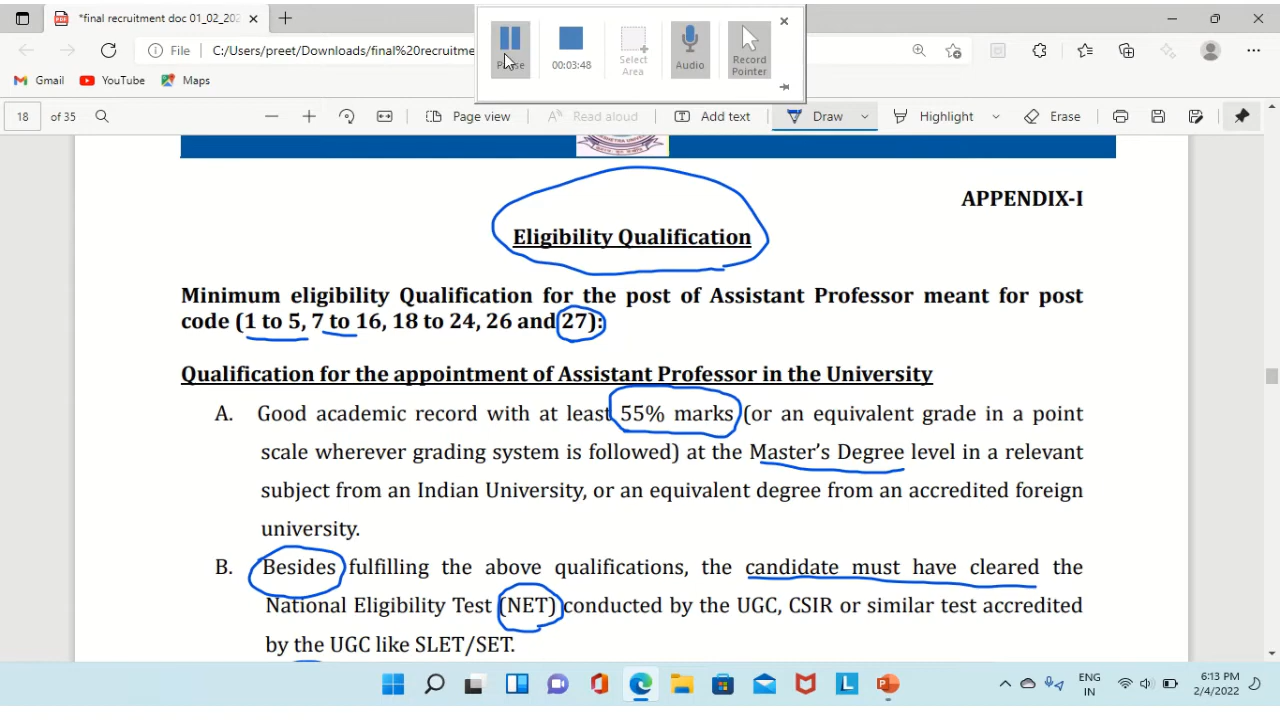 *final recruitment doc 01_02_202
File
C:/Users/preet/Downloads/final%20recruitme
Pause
00:03:48
Select
Area
Audio
Record
Pointer
Gmail
YouTube
Maps
18 of 35
Page view
Read aloud
Add text
Draw
Highlight
Erase
APPENDIX-I
Eligibility Qualification
Minimum eligibility Qualification for the post of Assistant Professor meant for post
code (1 to 5, 7 to 16, 18 to 24, 26 and 27):
Qualification for the appointment of Assistant Professor in the University
A. Good academic record with at least 55% marks (or an equivalent grade in a point
scale wherever grading system is followed) at the Master's Degree level in a relevant
subject from an Indian University, or an equivalent degree from an accredited foreign
university.
B. Besides fulfilling the above qualifications, the candidate must have cleared the
National Eligibility Test (NET) conducted by the UGC, CSIR or similar test accredited
by the UGC like SLET/SET.
ENG
IN
6:13 PM
2/4/2022